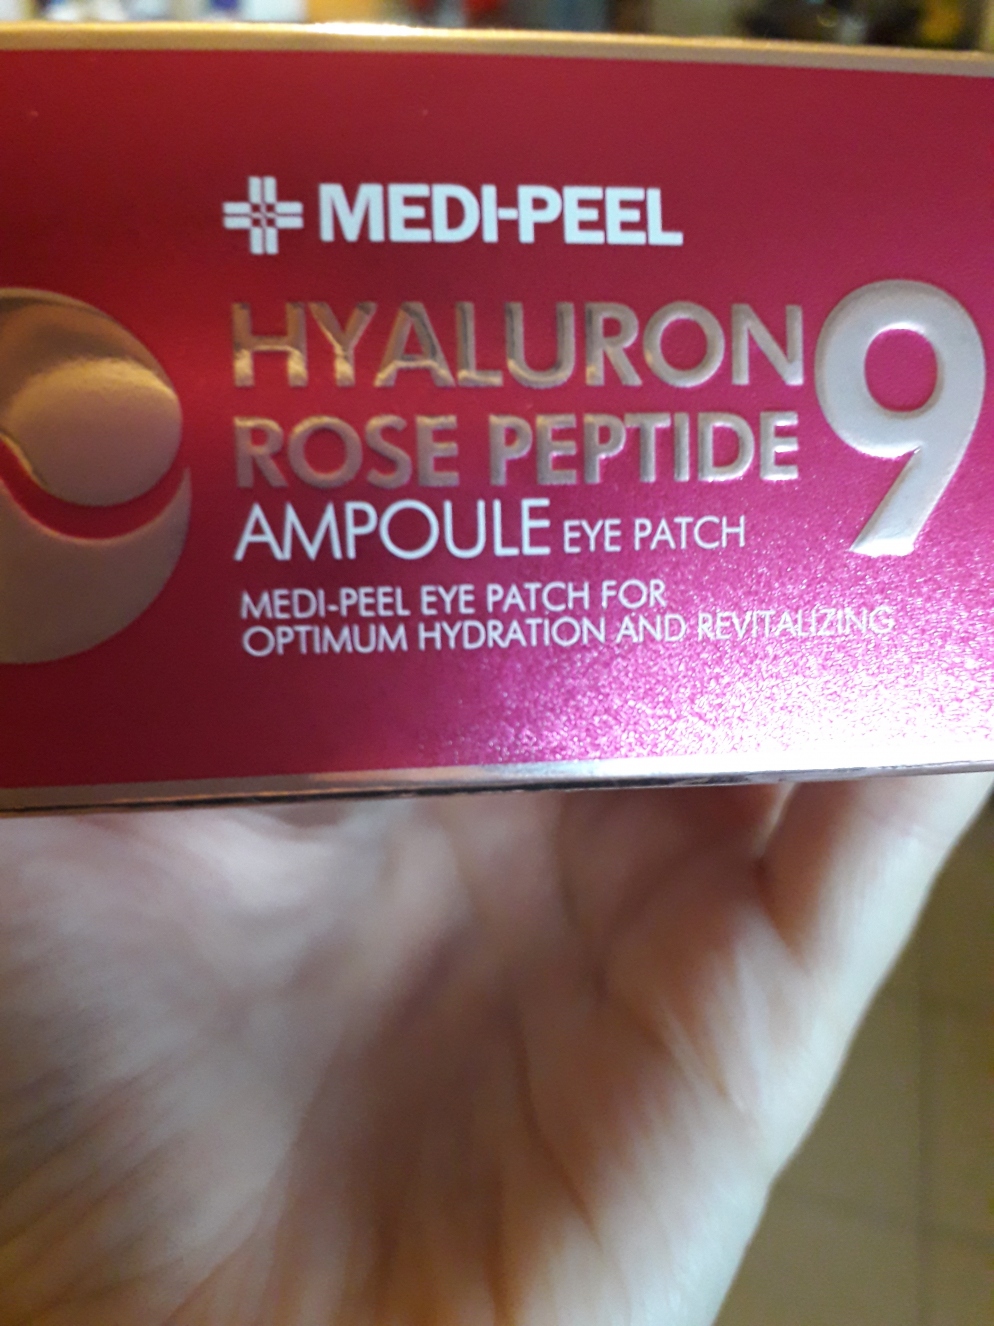 MEDI-PEEL
HYALURON
ROSE PEPTIDE 9
AMPOULE EYE PATCH
MEDI-PEEL EYE PATCH FOR
OPTIMUM HYDRATION AND REVITALIZING